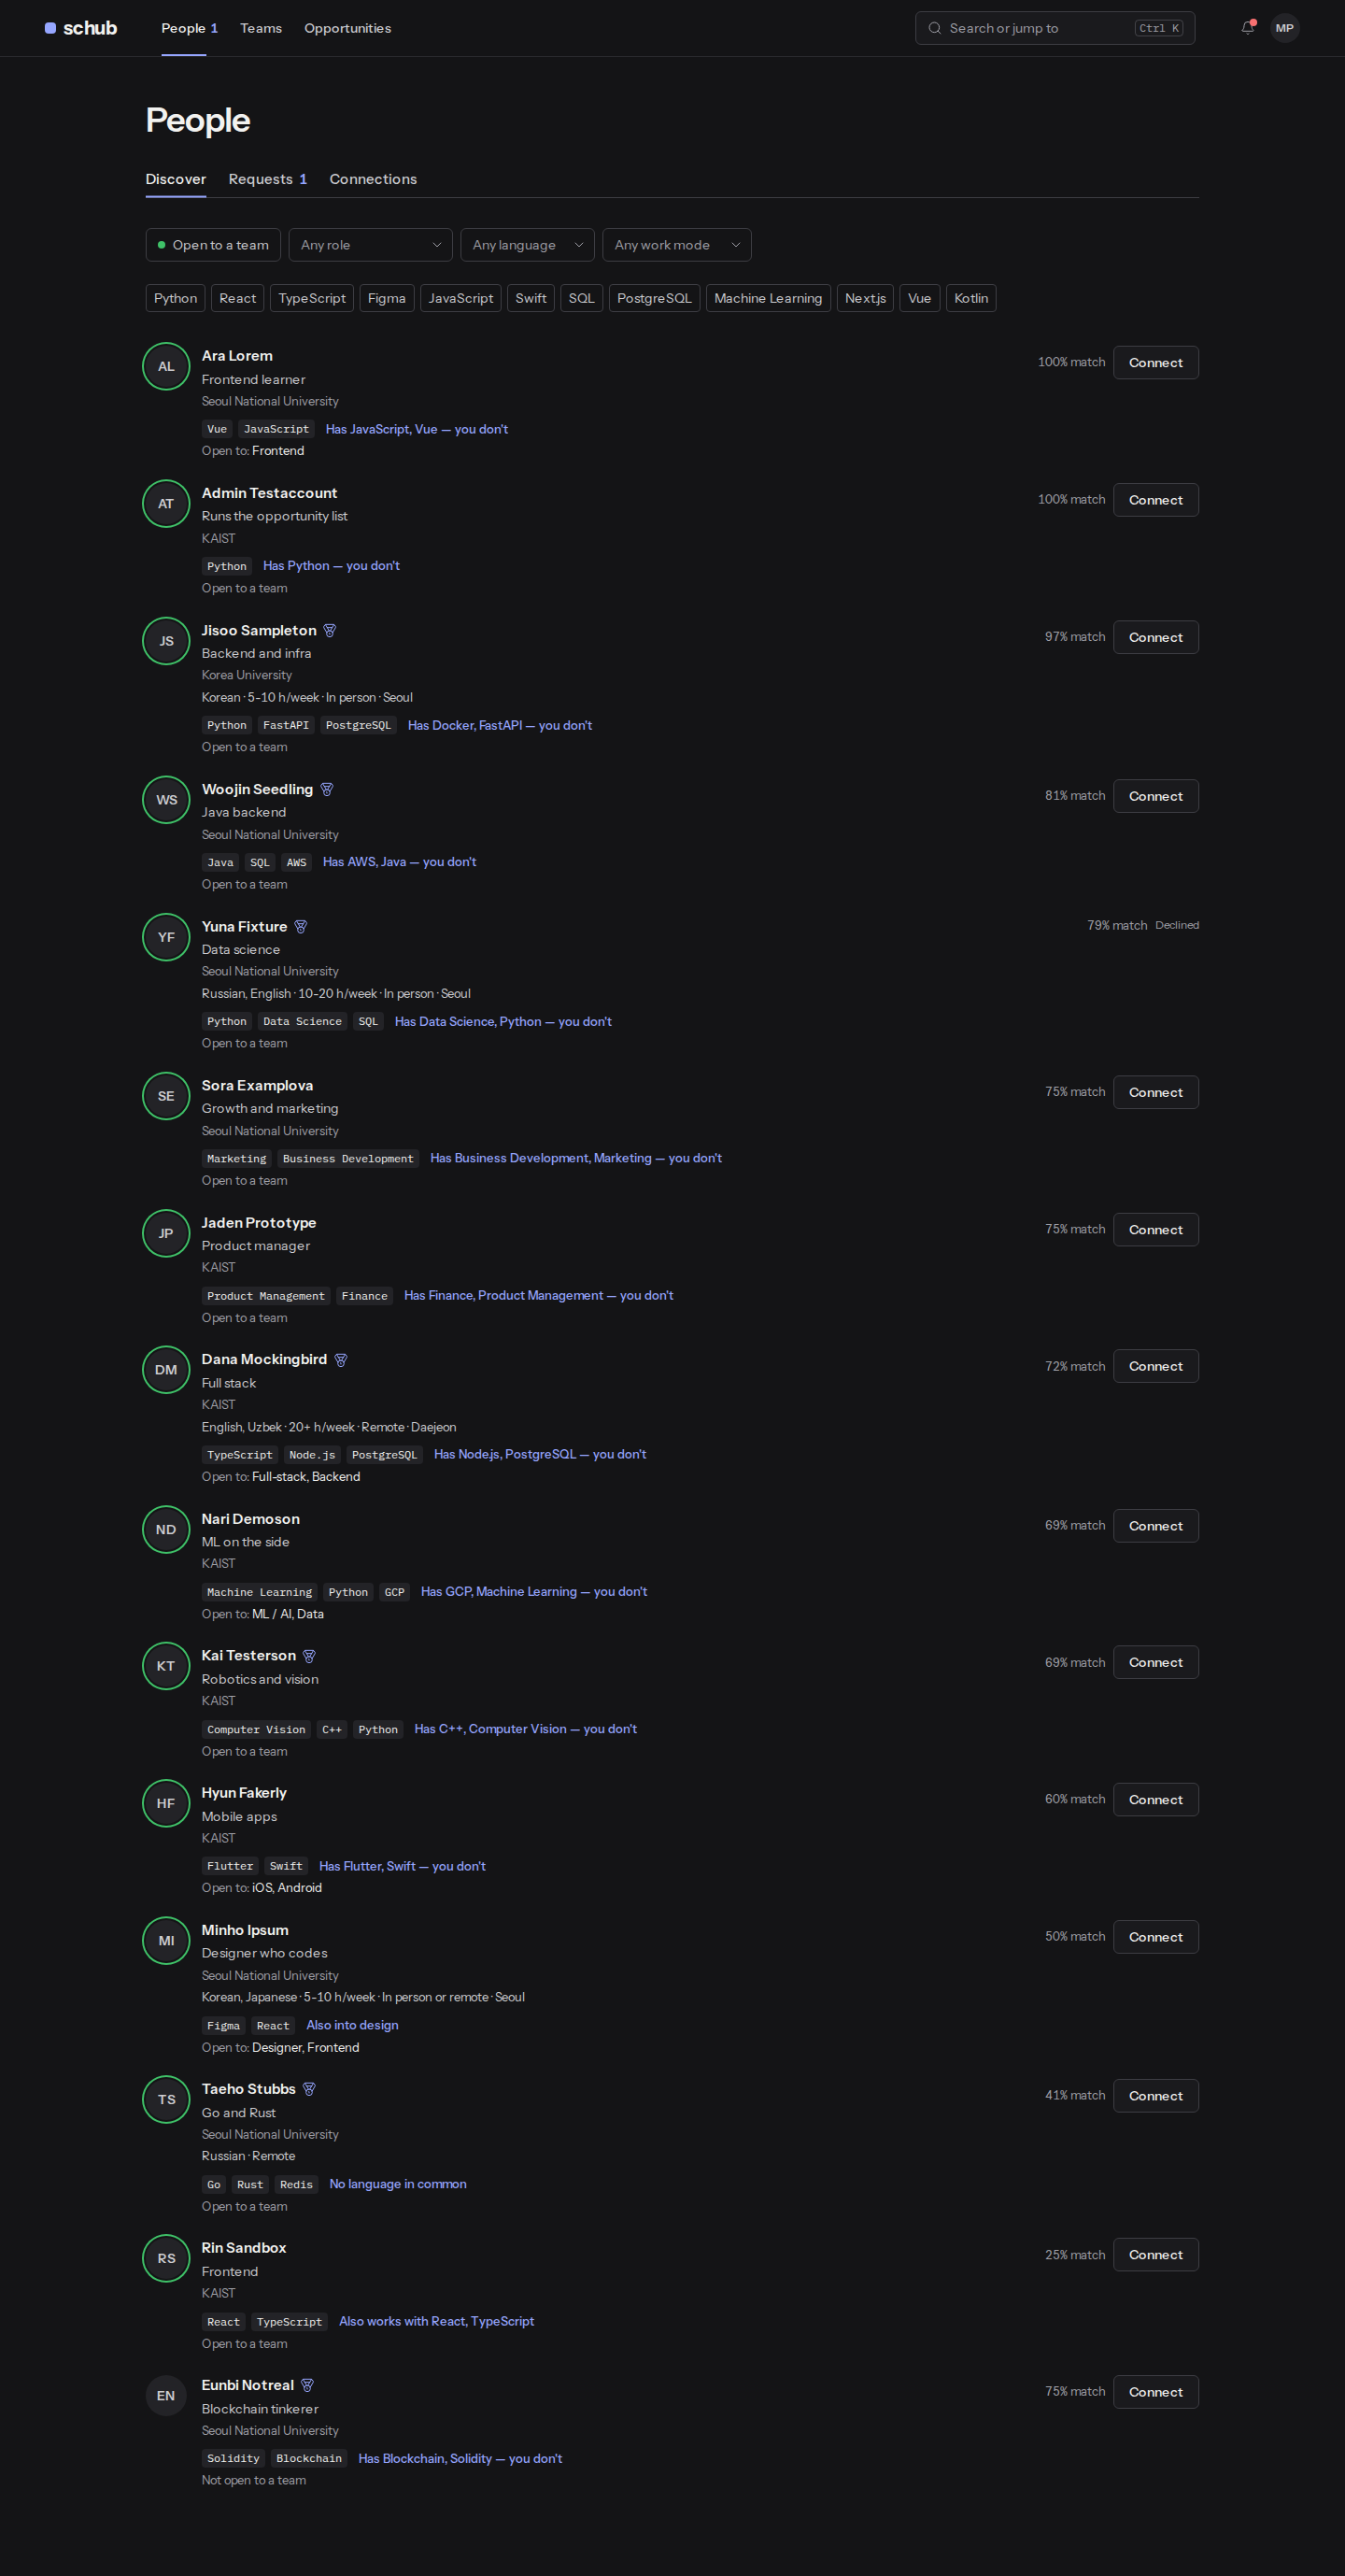 schub People 1 Teams Opportunities Search or jump to Ctrl K MP
People
Discover Requests 1 Connections
Open to a team Any role Any language Any work mode
Python React TypeScript Figma JavaScript Swift SQL PostgreSQL Machine Learning Next.js Vue Kotlin
AL Ara Lorem 100% match Connect
Frontend learner
Seoul National University
Vue JavaScript Has JavaScript, Vue — you don't
Open to: Frontend
AT Admin Testaccount 100% match Connect
Runs the opportunity list
KAIST
Python Has Python — you don't
Open to a team
JS Jisoo Sampleton 97% match Connect
Backend and infra
Korea University
Korean · 5-10 h/week · In person · Seoul
Python FastAPI PostgreSQL Has Docker, FastAPI — you don't
Open to a team
WS Woojin Seedling 81% match Connect
Java backend
Seoul National University
Java SQL AWS Has AWS, Java — you don't
Open to a team
YF Yuna Fixture 79% match Declined
Data science
Seoul National University
Russian, English · 10-20 h/week · In person · Seoul
Python Data Science SQL Has Data Science, Python — you don't
Open to a team
SE Sora Examplova 75% match Connect
Growth and marketing
Seoul National University
Marketing Business Development Has Business Development, Marketing — you don't
Open to a team
JP Jaden Prototype 75% match Connect
Product manager
KAIST
Product Management Finance Has Finance, Product Management — you don't
Open to a team
DM Dana Mockingbird 72% match Connect
Full stack
KAIST
English, Uzbek · 20+ h/week · Remote · Daejeon
TypeScript Node.js PostgreSQL Has Node.js, PostgreSQL — you don't
Open to: Full-stack, Backend
ND Nari Demoson 69% match Connect
ML on the side
KAIST
Machine Learning Python GCP Has GCP, Machine Learning — you don't
Open to: ML / AI, Data
KT Kai Testerson 69% match Connect
Robotics and vision
KAIST
Computer Vision C++ Python Has C++, Computer Vision — you don't
Open to a team
HF Hyun Fakerly 60% match Connect
Mobile apps
KAIST
Flutter Swift Has Flutter, Swift — you don't
Open to: iOS, Android
MI Minho Ipsum 50% match Connect
Designer who codes
Seoul National University
Korean, Japanese · 5-10 h/week · In person or remote · Seoul
Figma React Also into design
Open to: Designer, Frontend
TS Taeho Stubbs 41% match Connect
Go and Rust
Seoul National University
Russian · Remote
Go Rust Redis No language in common
Open to a team
RS Rin Sandbox 25% match Connect
Frontend
KAIST
React TypeScript Also works with React, TypeScript
Open to a team
EN Eunbi Notreal 75% match Connect
Blockchain tinkerer
Seoul National University
Solidity Blockchain Has Blockchain, Solidity — you don't
Not open to a team